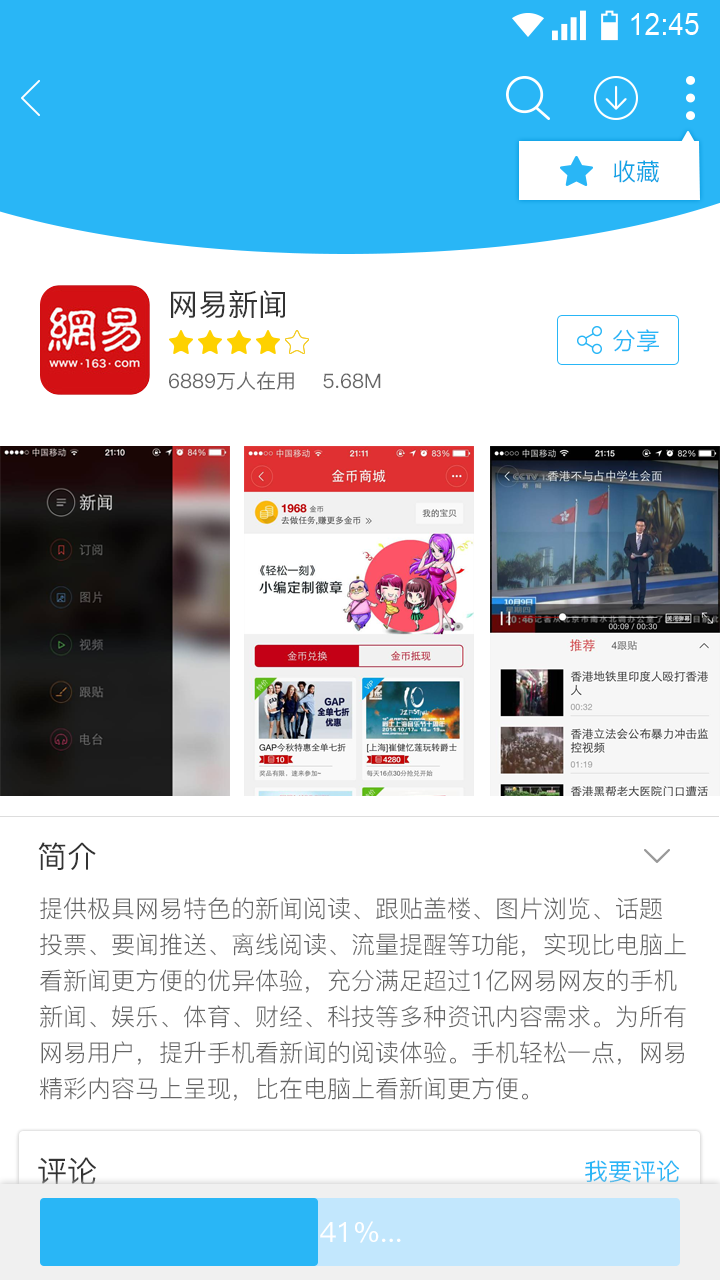 12:45
收藏
網易
www·163·com
网易新闻
6889万人在用 5.68M
分享
中国移动 21:10 84%
新闻
订阅
图片
视频
跟贴
电台
中国移动 21:11 83%
金币商城
1968 金币
去做任务,赚更多金币 »
我的宝贝
《轻松一刻》
小编定制徽章
金币兑换 金币抵现
特价
GAP
全单七折
优惠
GAP今秋特惠全单七折
10
奖品有限、速来参加~
VIP
10
2014/10/17 18 19
[上海]崔健忆莲玩转爵士
4280
每天16点30分抢兑开始
中国移动 21:15 82%
香港不与占中学生会面
CCTV
新闻
10月9日
星期四
10:46
00:09 / 00:30
推荐 4跟贴
香港地铁里印度人殴打香港
人
00:32
香港立法会公布暴力冲击监
控视频
01:19
香港黑帮老大医院门口遭活
简介
提供极具网易特色的新闻阅读、跟贴盖楼、图片浏览、话题
投票、要闻推送、离线阅读、流量提醒等功能，实现比电脑上
看新闻更方便的优异体验，充分满足超过1亿网易网友的手机
新闻、娱乐、体育、财经、科技等多种资讯内容需求。为所有
网易用户，提升手机看新闻的阅读体验。手机轻松一点，网易
精彩内容马上呈现，比在电脑上看新闻更方便。
评论 我要评论
41%...